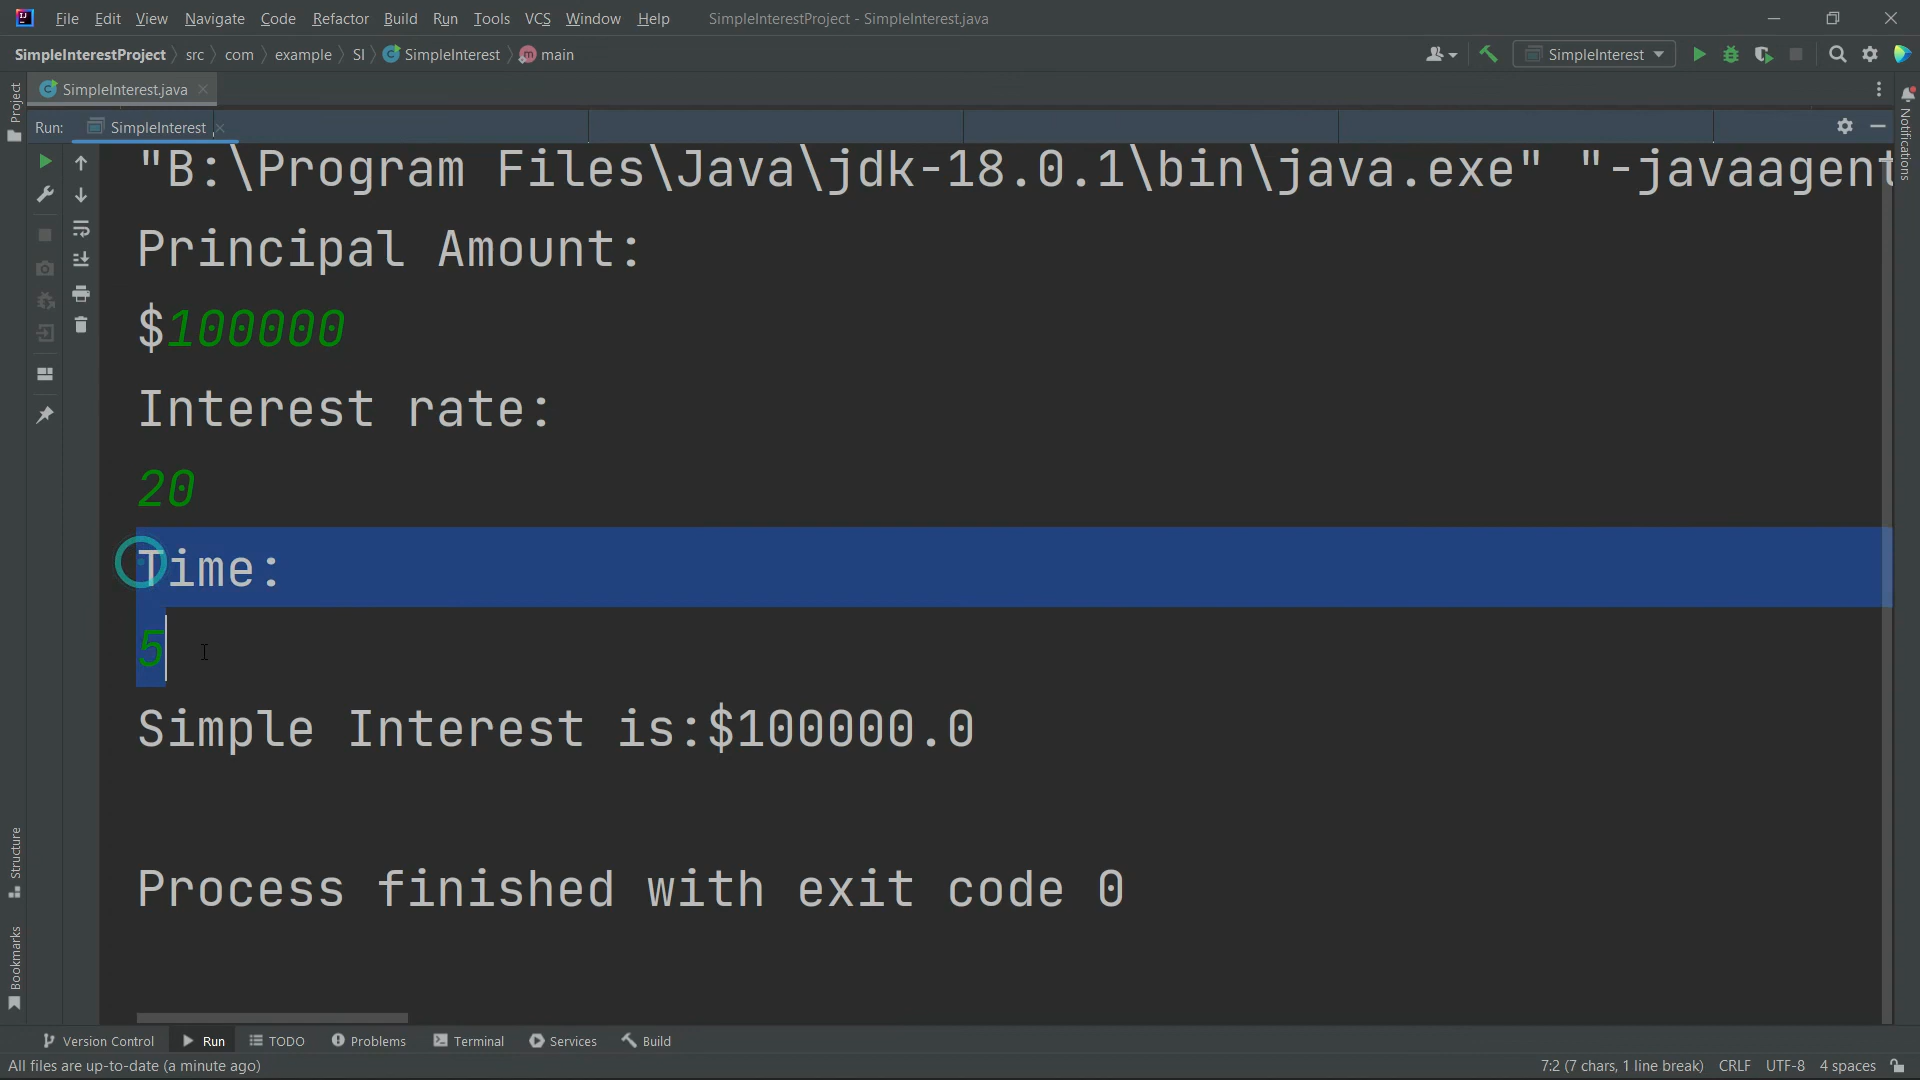 File Edit View Navigate Code Refactor Build Run Tools VCS Window Help SimpleInterestProject - SimpleInterest.java
SimpleInterestProject src com example SI SimpleInterest main SimpleInterest
Project
SimpleInterest.java
Notifications
Run: SimpleInterest
"B:\Program Files\Java\jdk-18.0.1\bin\java.exe" "-javaagent
Principal Amount:
$100000
Interest rate:
20
Time:
5
Simple Interest is:$100000.0
Process finished with exit code 0
Structure
Bookmarks
Version Control Run TODO Problems Terminal Services Build
All files are up-to-date (a minute ago) 7:2 (7 chars, 1 line break) CRLF UTF-8 4 spaces